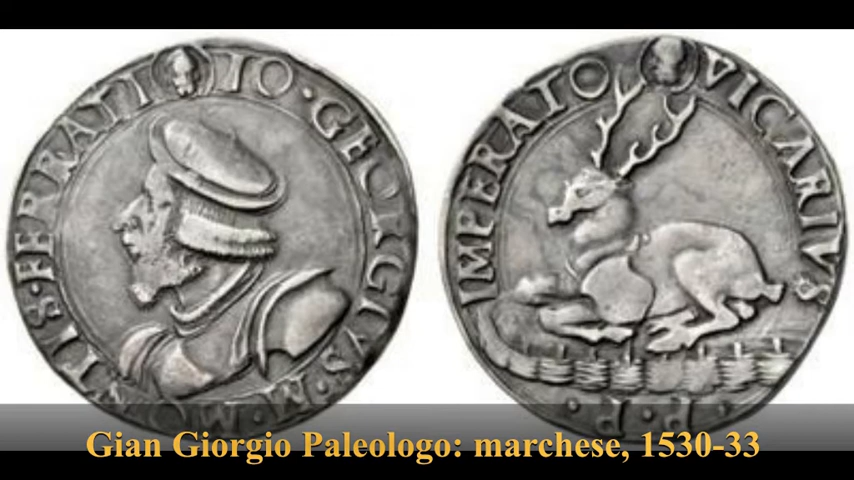 IO·GEORGIVS·M·MONTIS·FERRATI
IMPERATO VICARIVS
P·P·
Gian Giorgio Paleologo: marchese, 1530-33